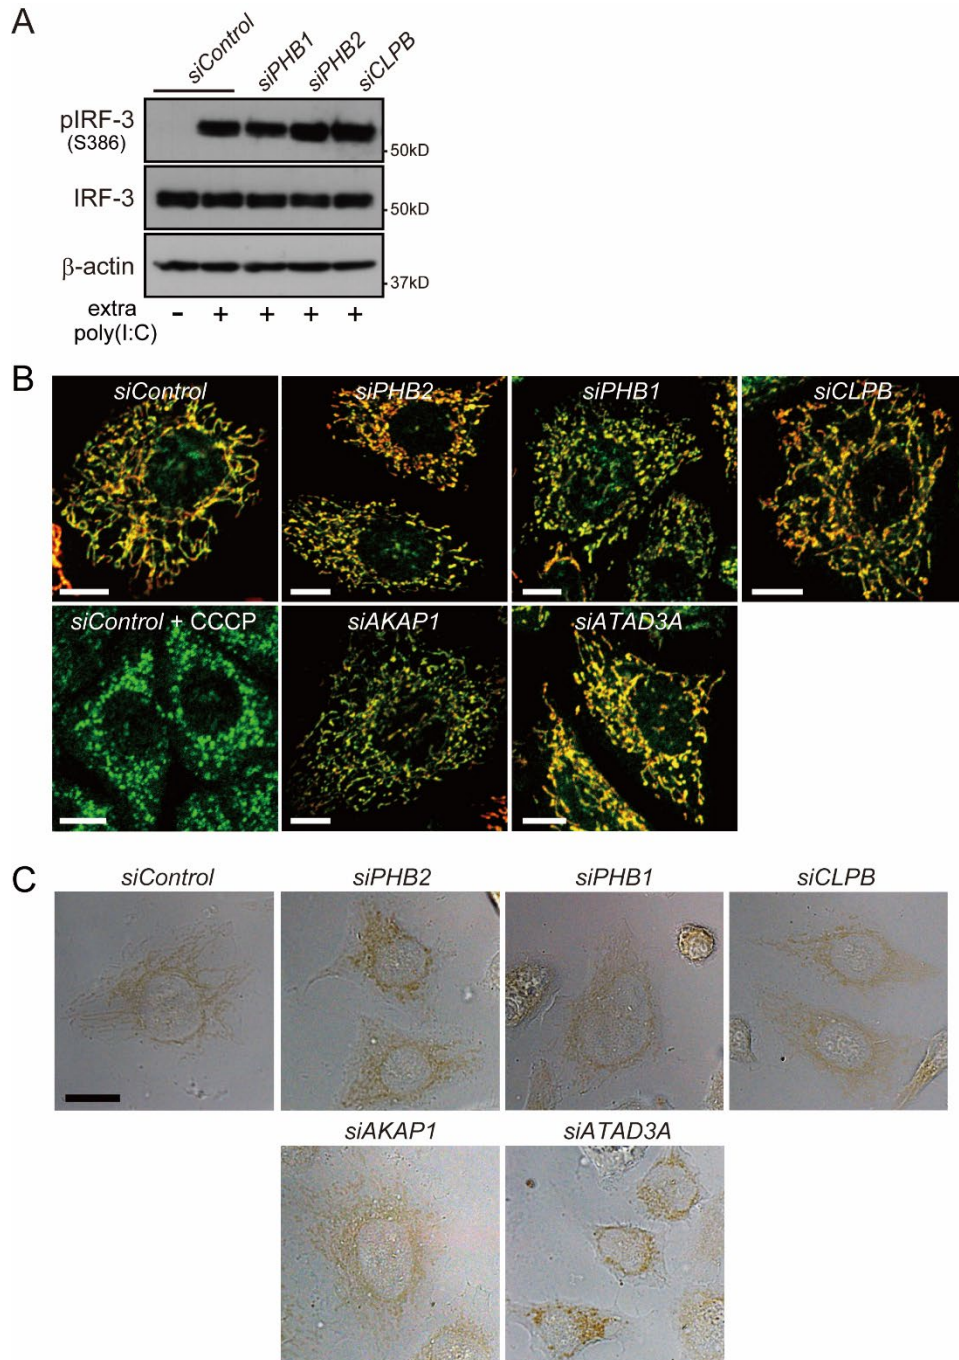 A
siControl
siPHB1
siPHB2
siCLPB
pIRF-3
(S386)
50kD
IRF-3
50kD
β-actin
37kD
extra
poly(I:C)
- + + + +
B
siControl
siPHB2
siPHB1
siCLPB
siControl + CCCP
siAKAP1
siATAD3A
C
siControl
siPHB2
siPHB1
siCLPB
siAKAP1
siATAD3A